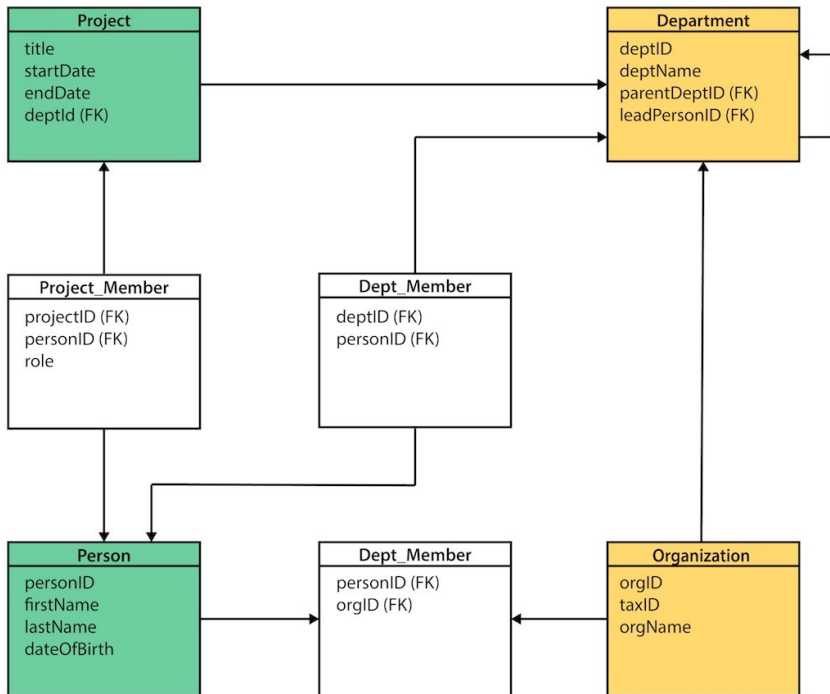 Project
title
startDate
endDate
deptId (FK)
Department
deptID
deptName
parentDeptID (FK)
leadPersonID (FK)
Project_Member
projectID (FK)
personID (FK)
role
Dept_Member
deptID (FK)
personID (FK)
Person
personID
firstName
lastName
dateOfBirth
Dept_Member
personID (FK)
orgID (FK)
Organization
orgID
taxID
orgName